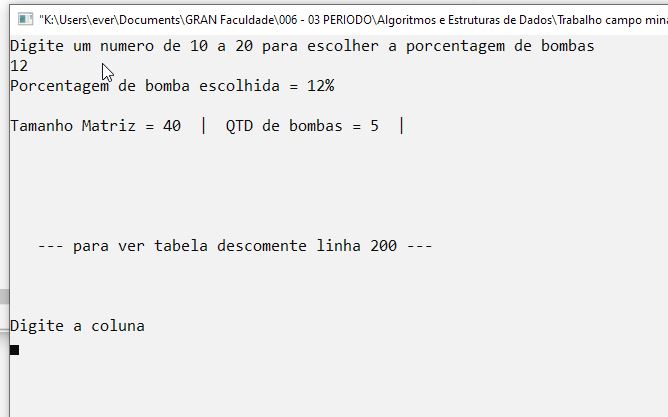 "K:\Users\ever\Documents\GRAN Faculdade\006 - 03 PERIODO\Algoritmos e Estruturas de Dados\Trabalho campo mina
Digite um numero de 10 a 20 para escolher a porcentagem de bombas
12
Porcentagem de bomba escolhida = 12%
Tamanho Matriz = 40 | QTD de bombas = 5 |
--- para ver tabela descomente linha 200 ---
Digite a coluna